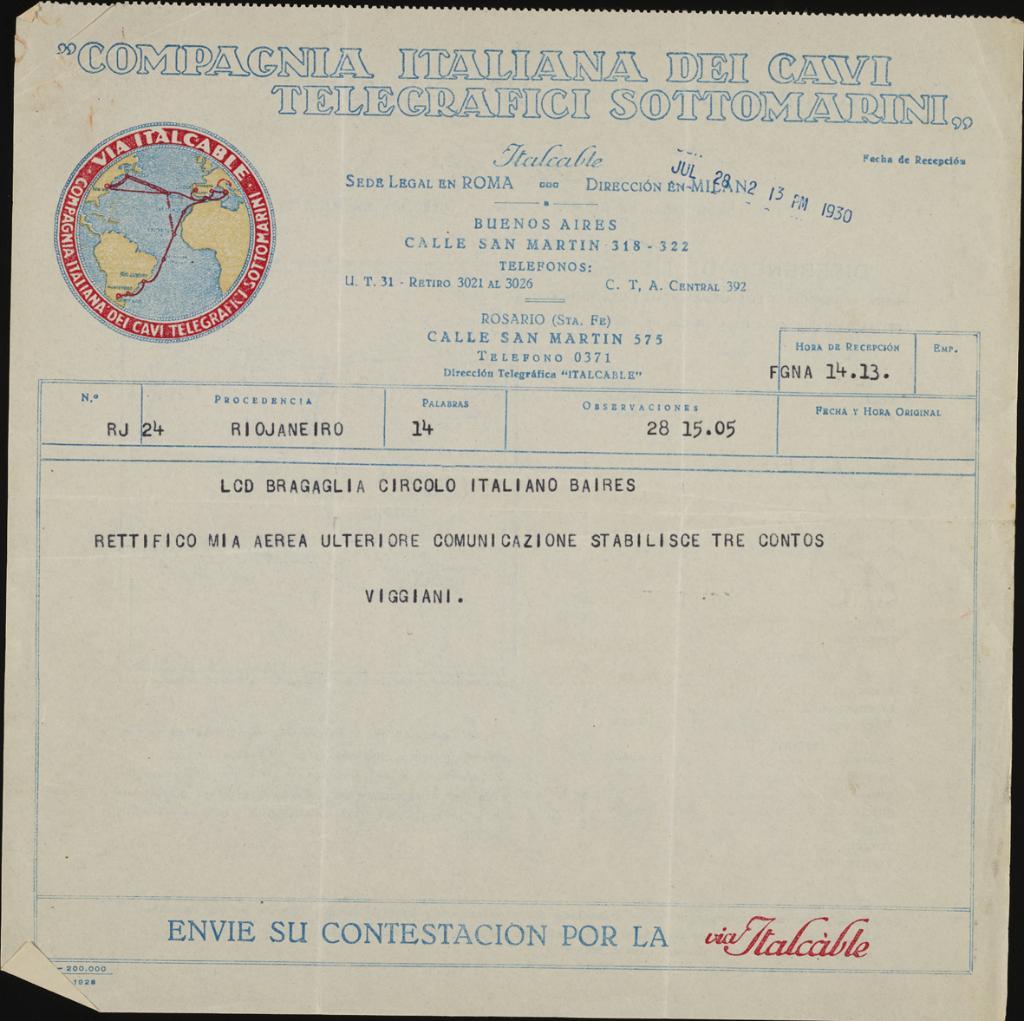 „COMPAGNIA ITALIANA DEI CAVI
TELEGRAFICI SOTTOMARINI„
VIA ITALCABLE
COMPAGNIA ITALIANA DEI CAVI TELEGRAFICI SOTTOMARINI
Italcable
Fecha de Recepción
JUL 28 2 13 PM 1930
SEDE LEGAL EN ROMA DIRECCIÓN EN MILAN
BUENOS AIRES
CALLE SAN MARTIN 318 - 322
TELEFONOS:
U. T. 31 - RETIRO 3021 AL 3026 C. T, A. CENTRAL 392
ROSARIO (STA. FE)
CALLE SAN MARTIN 575
TELEFONO 0371
Dirección Telegráfica "ITALCABLE"
HORA DE RECEPCIÓN EMP.
FGNA 14.13.
N.º PROCEDENCIA PALABRAS OBSERVACIONES FECHA Y HORA ORIGINAL
RJ 24 RIOJANEIRO 14 28 15.05
LCD BRAGAGLIA CIRCOLO ITALIANO BAIRES
RETTIFICO MIA AEREA ULTERIORE COMUNICAZIONE STABILISCE TRE CONTOS
VIGGIANI.
ENVIE SU CONTESTACION POR LA via Italcàble
— 200.000
1928